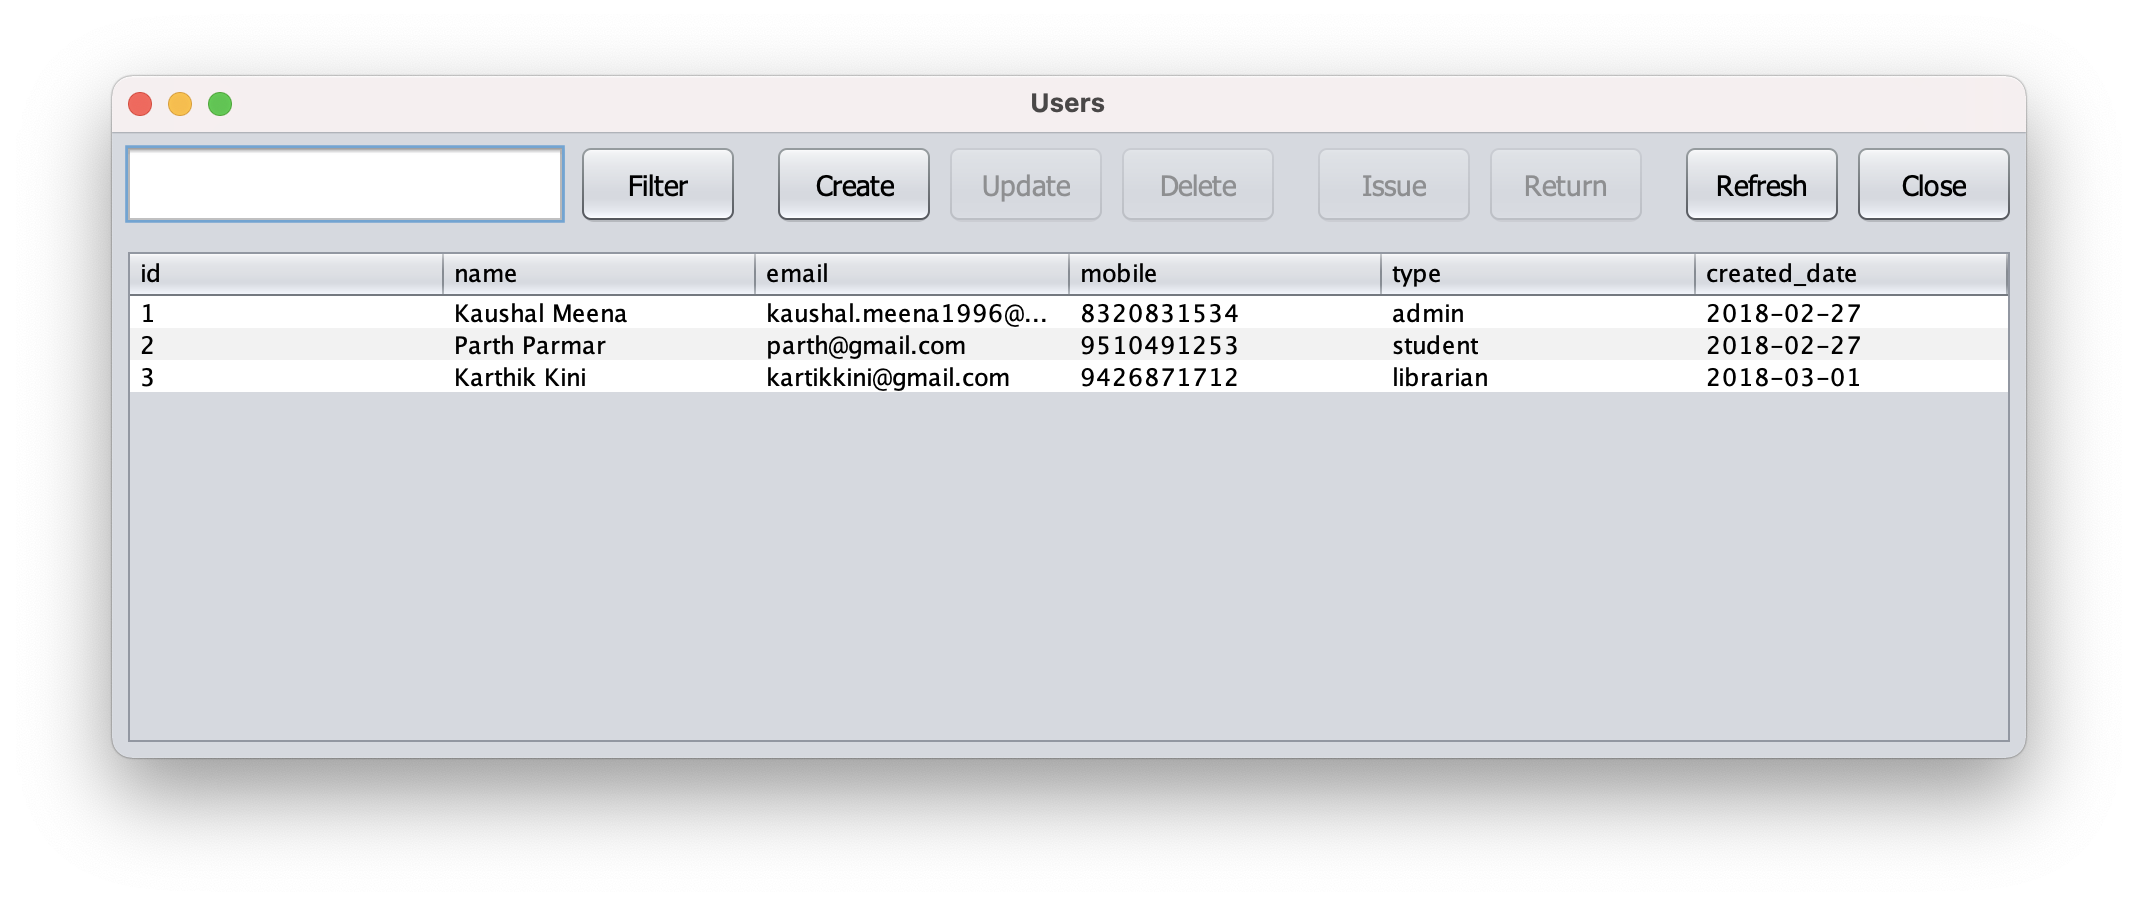 Users
Filter Create Update Delete Issue Return Refresh Close
id name email mobile type created_date
1 Kaushal Meena kaushal.meena1996@... 8320831534 admin 2018-02-27
2 Parth Parmar parth@gmail.com 9510491253 student 2018-02-27
3 Karthik Kini kartikkini@gmail.com 9426871712 librarian 2018-03-01